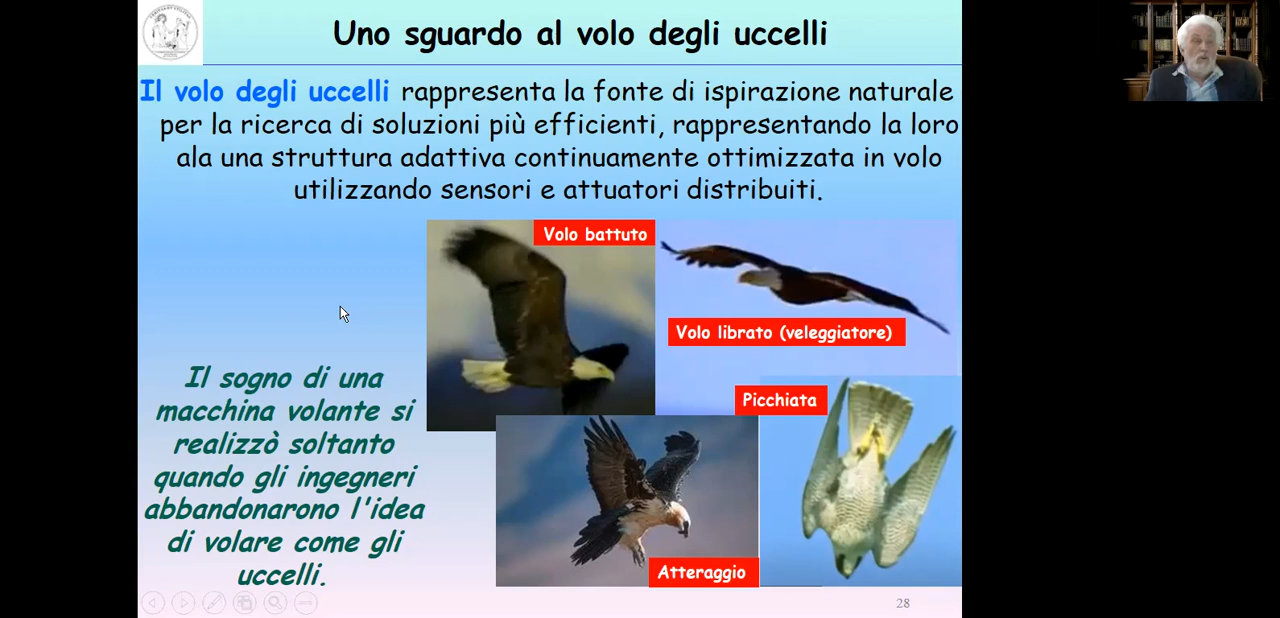 Uno sguardo al volo degli uccelli
Il volo degli uccelli rappresenta la fonte di ispirazione naturale
per la ricerca di soluzioni più efficienti, rappresentando la loro
ala una struttura adattiva continuamente ottimizzata in volo
utilizzando sensori e attuatori distribuiti.
Volo battuto
Volo librato (veleggiatore)
Picchiata
Atteraggio
Il sogno di una
macchina volante si
realizzò soltanto
quando gli ingegneri
abbandonarono l'idea
di volare come gli
uccelli.
28